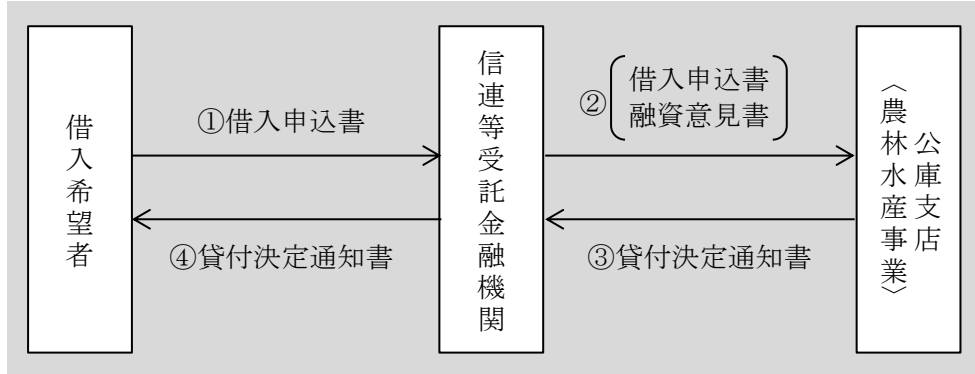 借入希望者
①借入申込書
④貸付決定通知書
信連等受託金融機関
②
借入申込書
融資意見書
③貸付決定通知書
公庫支店
〈農林水産事業〉